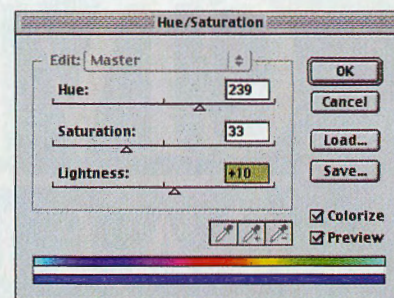 Hue/Saturation
Edit: Master
Hue: 239
Saturation: 33
Lightness: +10
OK
Cancel
Load...
Save...
Colorize
Preview